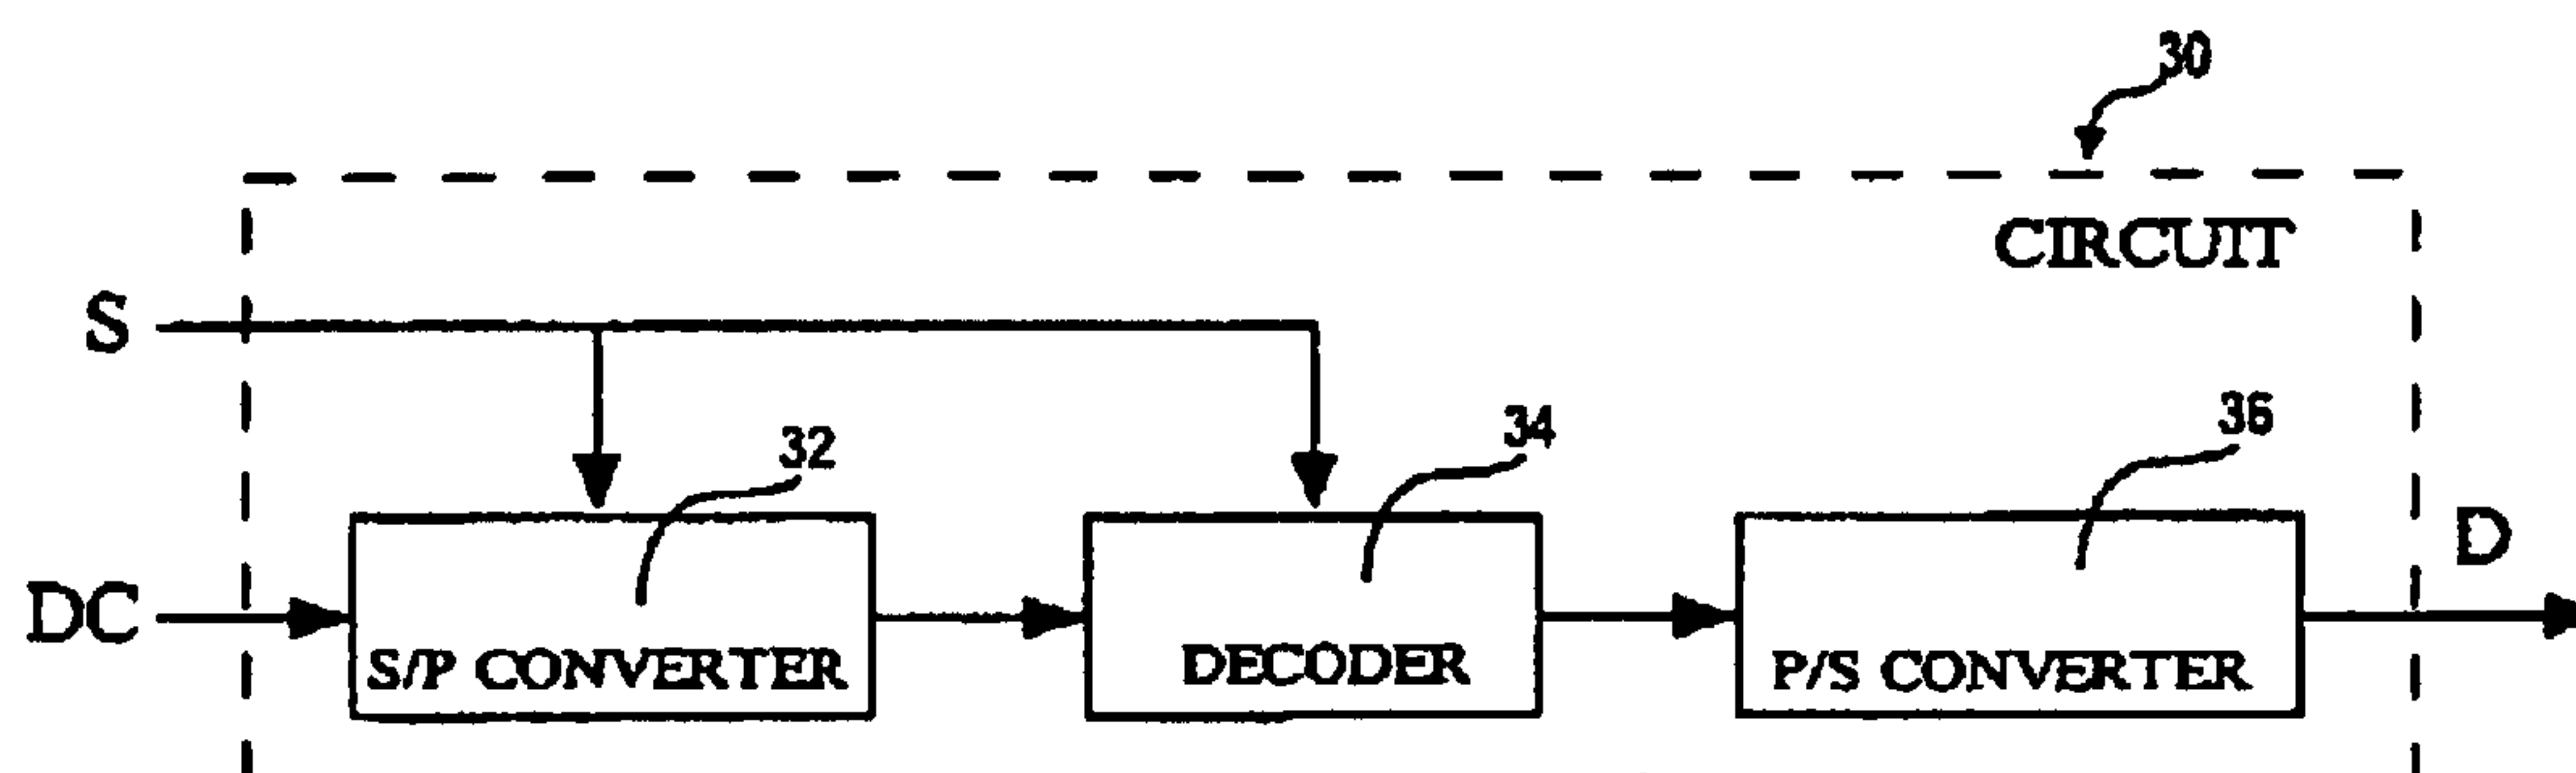 30
CIRCUIT
S
32
34
36
D
DC
S/P CONVERTER
DECODER
P/S CONVERTER